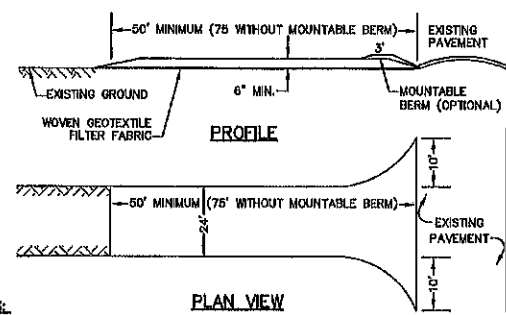 50' MINIMUM (75 WITHOUT MOUNTABLE BERM)
EXISTING
PAVEMENT
3'
EXISTING GROUND
6" MIN.
MOUNTABLE
BERM (OPTIONAL)
WOVEN GEOTEXTILE
FILTER FABRIC
PROFILE
10'
50' MINIMUM (75' WITHOUT MOUNTABLE BERM)
24'
EXISTING
PAVEMENT
10'
PLAN VIEW